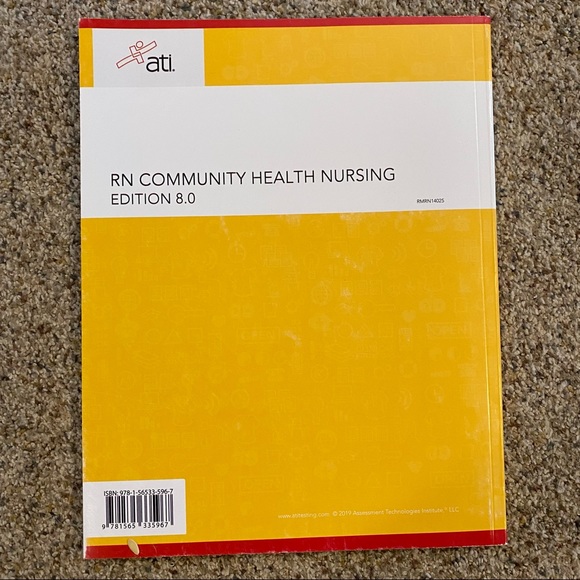 ati®
RN COMMUNITY HEALTH NURSING
EDITION 8.0
RMRN14025
ISBN: 978-1-56533-596-7
9 781565 335967
www.atitesting.com © 2019 Assessment Technologies Institute,® LLC